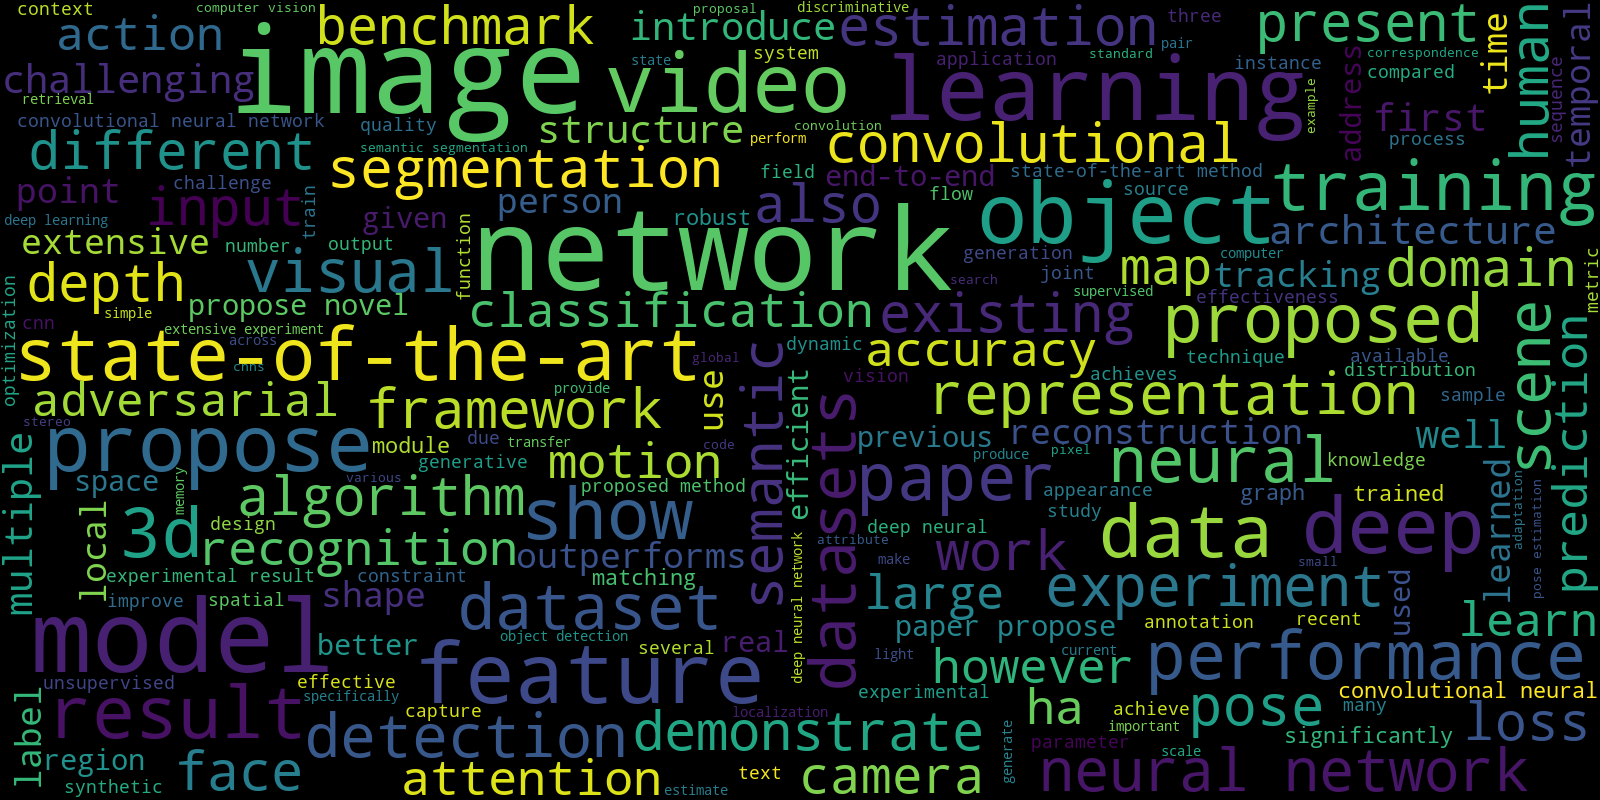 context
computer vision
benchmark
proposal
discriminative
introduce
estimation
three
present
human
temporal
action
image
state
system
pair
application
standard
correspondence
time
challenging
video
learning
instance
compared
sequence
retrieval
example
address
first
convolutional neural network
quality
structure
convolution
perform
convolutional
process
different
semantic segmentation
segmentation
field
end-to-end
state-of-the-art method
training
point
challenge
input
train
given
person
robust
also
flow
source
object
deep learning
architecture
extensive
number
output
function
network
generation
computer
visual
joint
map
tracking
domain
metric
depth
search
supervised
effectiveness
simple
propose novel
classification
existing
proposed
scene
optimization
cnn
extensive experiment
across
state-of-the-art
cnns
global
semantic
dynamic
accuracy
technique
available
prediction
provide
vision
achieves
distribution
adversarial
framework
use
efficient
datasets
representation
sample
stereo
propose
module
due
transfer
code
previous
reconstruction
well
multiple
generative
motion
produce
pixel
neural
knowledge
space
memory
various
proposed method
paper
appearance
graph
trained
learned
adaptation
local
algorithm
design
show
deep neural
study
data
deep
pose estimation
3d
recognition
outperforms
deep neural network
attribute
make
work
small
experimental result
constraint
matching
experiment
used
improve
spatial
shape
dataset
large
model
better
object detection
several
real
paper propose
annotation
recent
learn
feature
light
however
current
performance
unsupervised
effective
specifically
experimental
convolutional neural
label
result
capture
localization
ha
achieve
pose
many
loss
detection
demonstrate
generate
important
parameter
significantly
region
face
scale
synthetic
attention
text
estimate
camera
neural network